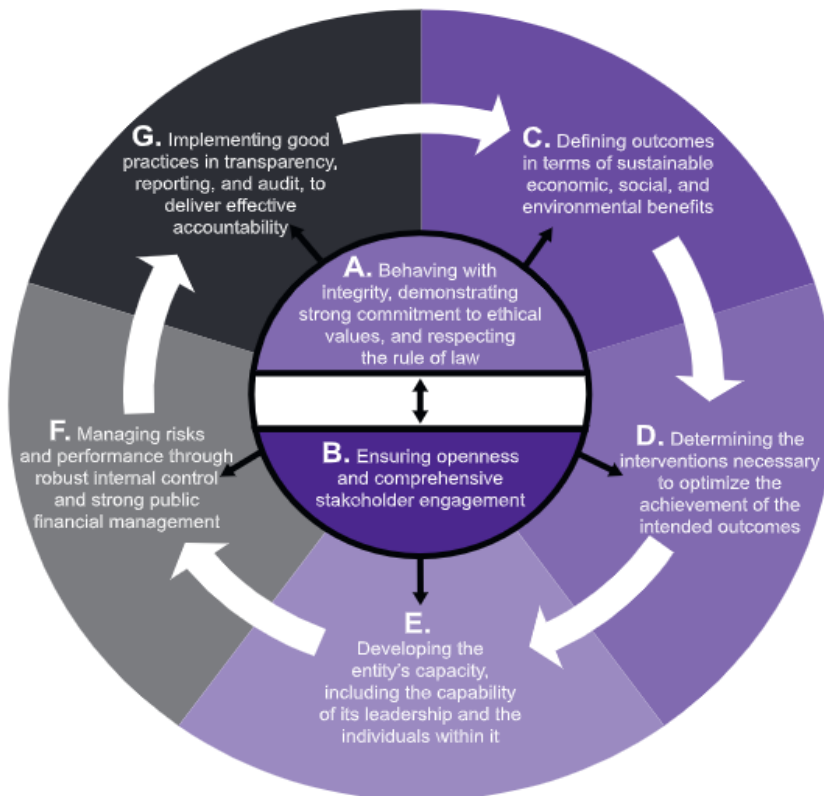 G. Implementing good
practices in transparency,
reporting, and audit, to
deliver effective
accountability
C. Defining outcomes
in terms of sustainable
economic, social, and
environmental benefits
A. Behaving with
integrity, demonstrating
strong commitment to ethical
values, and respecting
the rule of law
F. Managing risks
and performance through
robust internal control
and strong public
financial management
B. Ensuring openness
and comprehensive
stakeholder engagement
D. Determining the
interventions necessary
to optimize the
achievement of the
intended outcomes
E.
Developing the
entity's capacity,
including the capability
of its leadership and the
individuals within it